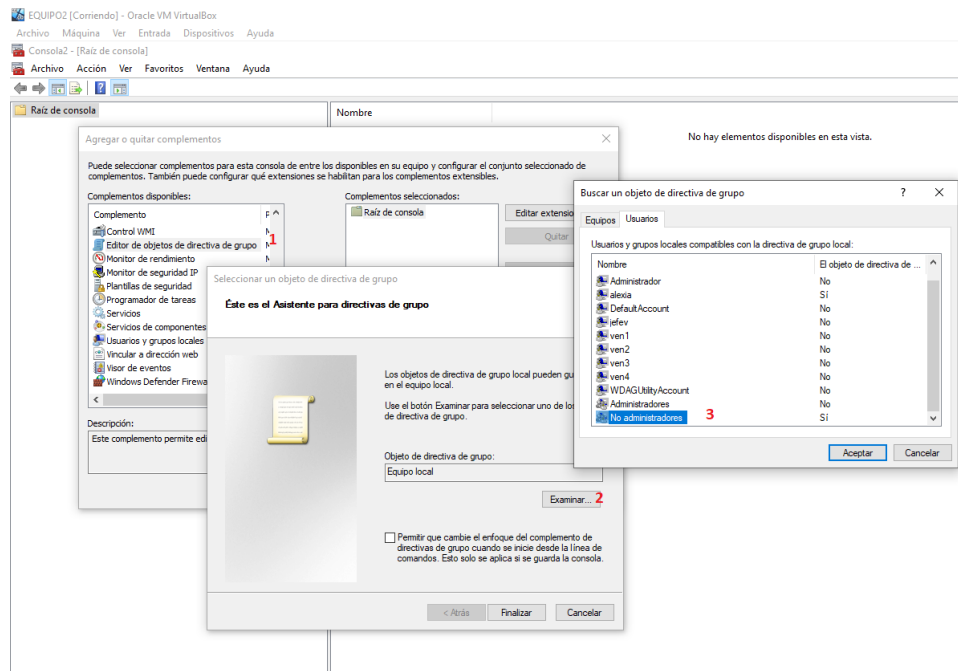 EQUIPO2 [Corriendo] - Oracle VM VirtualBox
Archivo Máquina Ver Entrada Dispositivos Ayuda
Consola2 - [Raíz de consola]
Archivo Acción Ver Favoritos Ventana Ayuda
Raíz de consola
Nombre
No hay elementos disponibles en esta vista.
Agregar o quitar complementos
Puede seleccionar complementos para esta consola de entre los disponibles en su equipo y configurar el conjunto seleccionado de
complementos. También puede configurar qué extensiones se habilitan para los complementos extensibles.
Complementos disponibles:
Complemento
Control WMI
Editor de objetos de directiva de grupo 1
Monitor de rendimiento
Monitor de seguridad IP
Plantillas de seguridad
Programador de tareas
Servicios
Servicios de componentes
Usuarios y grupos locales
Vincular a dirección web
Visor de eventos
Windows Defender Firewa
Descripción:
Este complemento permite edi
Complementos seleccionados:
Raíz de consola
Editar extensio
Quitar
Seleccionar un objeto de directiva de grupo
Éste es el Asistente para directivas de grupo
Los objetos de directiva de grupo local pueden gu
en el equipo local.
Use el botón Examinar para seleccionar uno de lo
de directiva de grupo.
Objeto de directiva de grupo:
Equipo local
Examinar... 2
Permitir que cambie el enfoque del complemento de
directivas de grupo cuando se inicie desde la línea de
comandos. Esto solo se aplica si se guarda la consola.
< Atrás Finalizar Cancelar
Buscar un objeto de directiva de grupo ?
Equipos Usuarios
Usuarios y grupos locales compatibles con la directiva de grupo local:
Nombre El objeto de directiva de ...
Administrador No
alexia Sí
DefaultAccount No
jefev No
ven1 No
ven2 No
ven3 No
ven4 No
WDAGUtilityAccount No
Administradores No
No administradores 3 Sí
Aceptar Cancelar